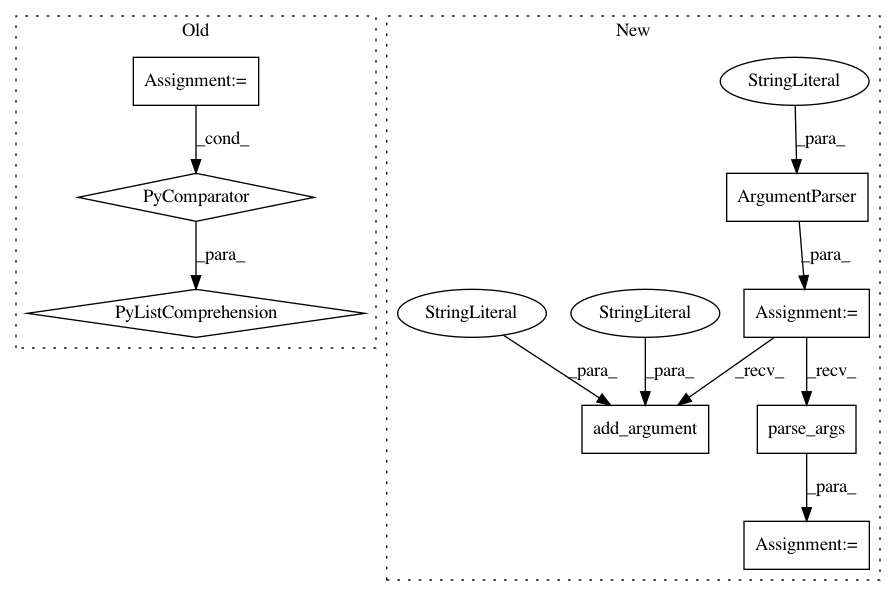 Old
New
Assignment:=
StringLiteral
_cond_
_para_
PyComparator
ArgumentParser
_para_
_para_
PyListComprehension
StringLiteral
StringLiteral
Assignment:=
_para_
_para_
_recv_
_recv_
add_argument
parse_args
_para_
Assignment:=